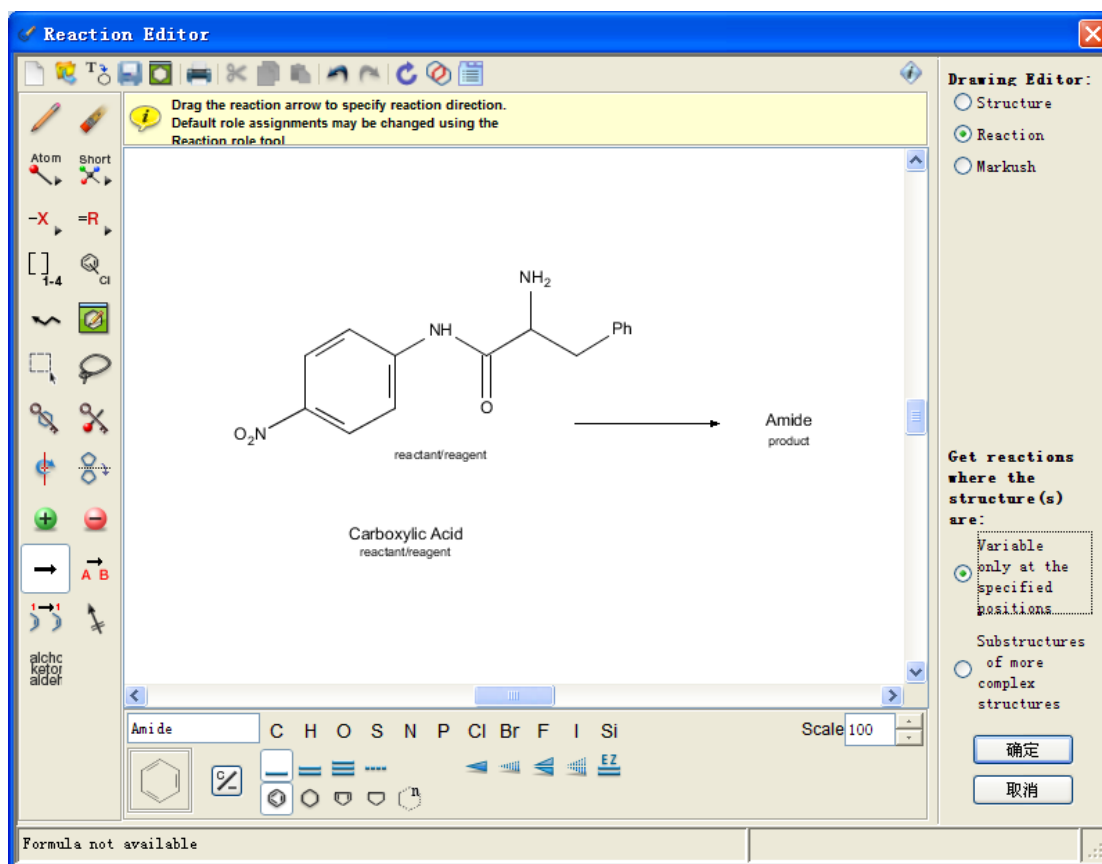 Reaction Editor
T
Drag the reaction arrow to specify reaction direction.
Default role assignments may be changed using the
Reaction role tool
Atom
Short
-X
=R
[ ] 1-4
Cl
A B
1 1
alcho
ketor
aldeh
NH2
NH
Ph
O
O2N
reactant/reagent
Amide
product
Carboxylic Acid
reactant/reagent
Amide
C H O S N P Cl Br F I Si
Scale 100
C/-
EZ
n
Drawing Editor:
Structure
Reaction
Markush
Get reactions
where the
structure(s)
are:
Variable
only at the
specified
positions
Substructures
of more
complex
structures
确定
取消
Formula not available